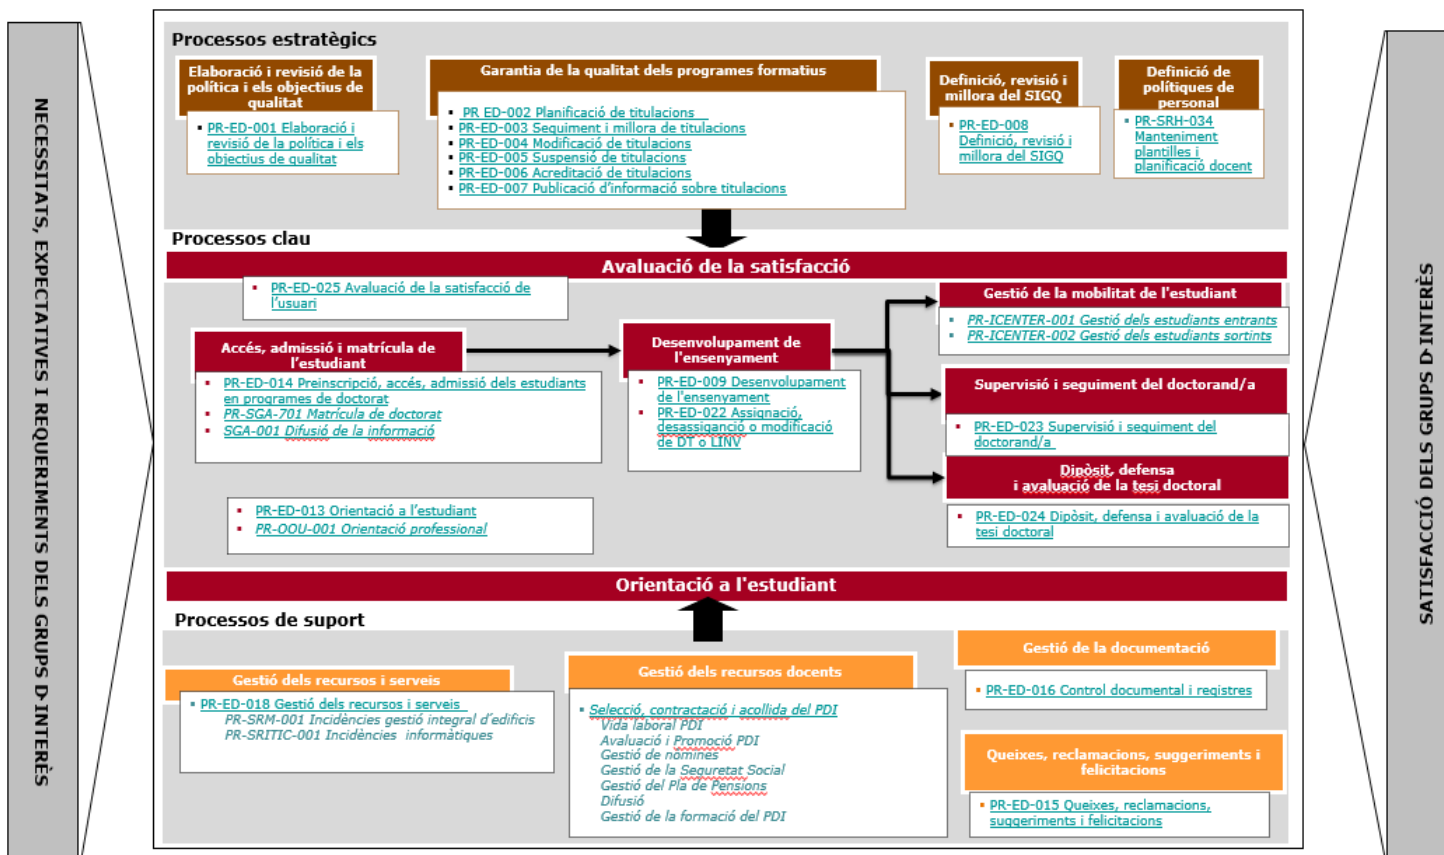 NECESSITATS, EXPECTATIVES I REQUERIMENTS DELS GRUPS D·INTERÈS
Processos estratègics
Elaboració i revisió de la
política i els objectius de
qualitat
PR-ED-001 Elaboració i
revisió de la política i els
objectius de qualitat
Garantia de la qualitat dels programes formatius
PR ED-002 Planificació de titulacions
PR-ED-003 Seguiment i millora de titulacions
PR-ED-004 Modificació de titulacions
PR-ED-005 Suspensió de titulacions
PR-ED-006 Acreditació de titulacions
PR-ED-007 Publicació d'informació sobre titulacions
Definició, revisió i
millora del SIGQ
PR-ED-008
Definició, revisió i
millora del SIGQ
Definició de
polítiques de
personal
PR-SRH-034
Manteniment
plantilles i
planificació docent
Processos clau
Avaluació de la satisfacció
PR-ED-025 Avaluació de la satisfacció de
l'usuari
Accés, admissió i matrícula de
l'estudiant
PR-ED-014 Preinscripció, accés, admissió dels estudiants
en programes de doctorat
PR-SGA-701 Matrícula de doctorat
SGA-001 Difusió de la informació
Desenvolupament de
l'ensenyament
PR-ED-009 Desenvolupament
de l'ensenyament
PR-ED-022 Assignació,
desassigancíó o modificació
de DT o LINV
Gestió de la mobilitat de l'estudiant
PR-ICENTER-001 Gestió dels estudiants entrants
PR-ICENTER-002 Gestió dels estudiants sortints
Supervisió i seguiment del doctorand/a
PR-ED-023 Supervisió i seguiment del
doctorand/a
Dipòsit, defensa
i avaluació de la tesi doctoral
PR-ED-024 Dipòsit, defensa i avaluació de la
tesi doctoral
PR-ED-013 Orientació a l'estudiant
PR-OOU-001 Orientació professional
Orientació a l'estudiant
Processos de suport
Gestió dels recursos i serveis
PR-ED-018 Gestió dels recursos i serveis
PR-SRM-001 Incidències gestió integral d'edificis
PR-SRITIC-001 Incidències informàtiques
Gestió dels recursos docents
Selecció, contractació i acollida del PDI
Vida laboral PDI
Avaluació i Promoció PDI
Gestió de nòmines
Gestió de la Seguretat Social
Gestió del Pla de Pensions
Difusió
Gestió de la formació del PDI
Gestió de la documentació
PR-ED-016 Control documental i registres
Queixes, reclamacions, suggeriments i
felicitacions
PR-ED-015 Queixes, reclamacions,
suggeriments i felicitacions
SATISFACCIÓ DELS GRUPS D·INTERÈS